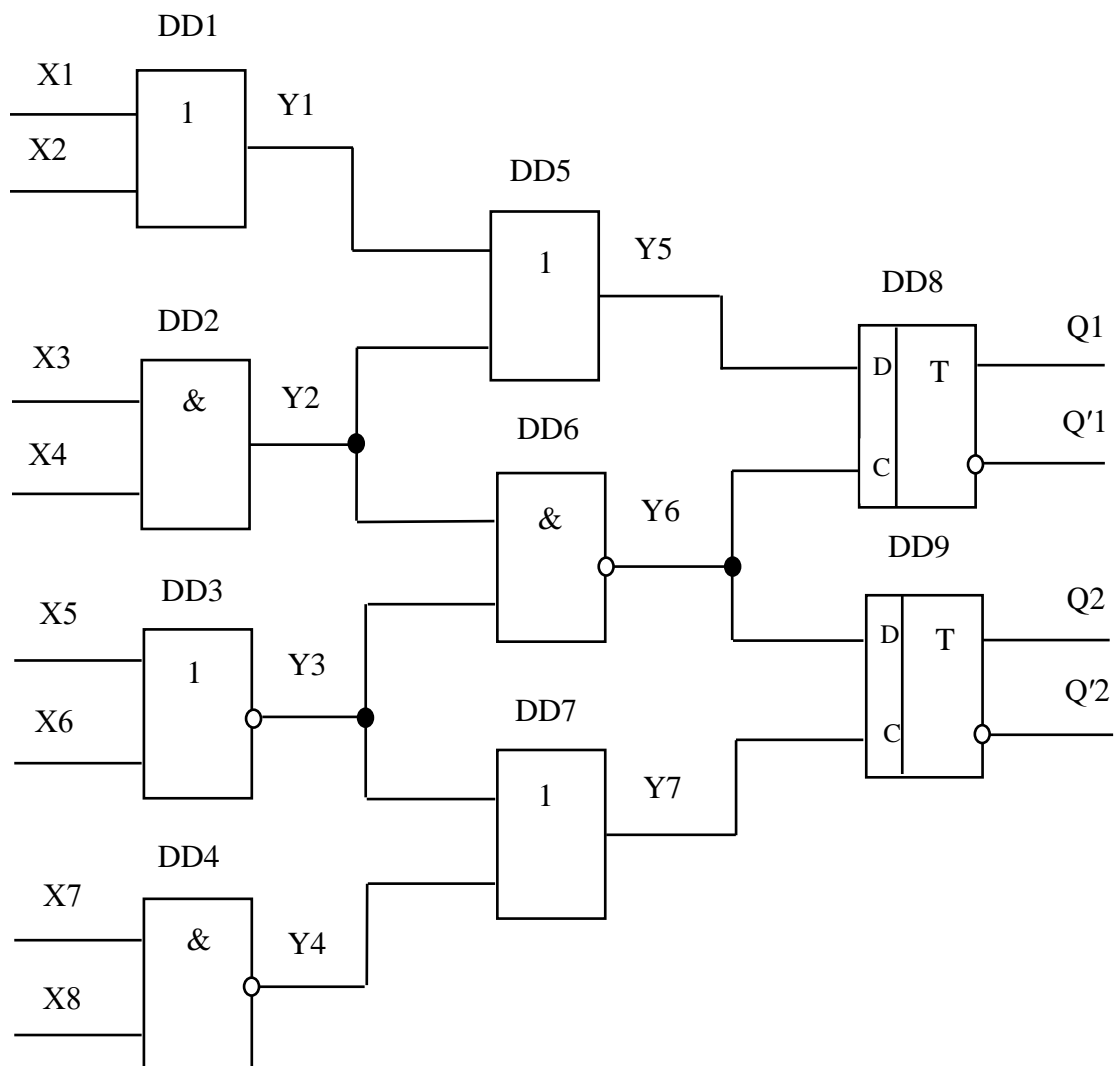 DD1
X1
1
Y1
X2
DD5
1
Y5
DD8
DD2
X3
&
Y2
X4
D
T
Q1
Q'1
C
DD6
&
Y6
DD9
DD3
X5
1
Y3
X6
D
T
Q2
Q'2
C
DD7
1
Y7
DD4
X7
&
Y4
X8